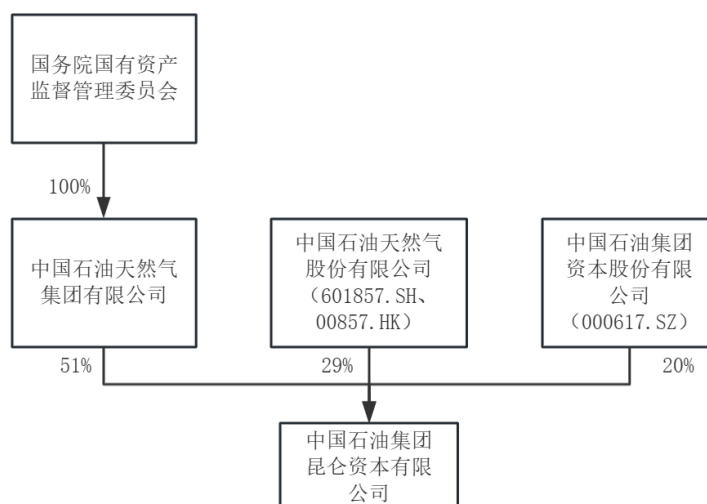 国务院国有资产
监督管理委员会
100%
中国石油天然气
集团有限公司
中国石油天然气
股份有限公司
（601857.SH、
00857.HK）
中国石油集团
资本股份有限
公司
（000617.SZ）
51%
29%
20%
中国石油集团
昆仑资本有限
公司